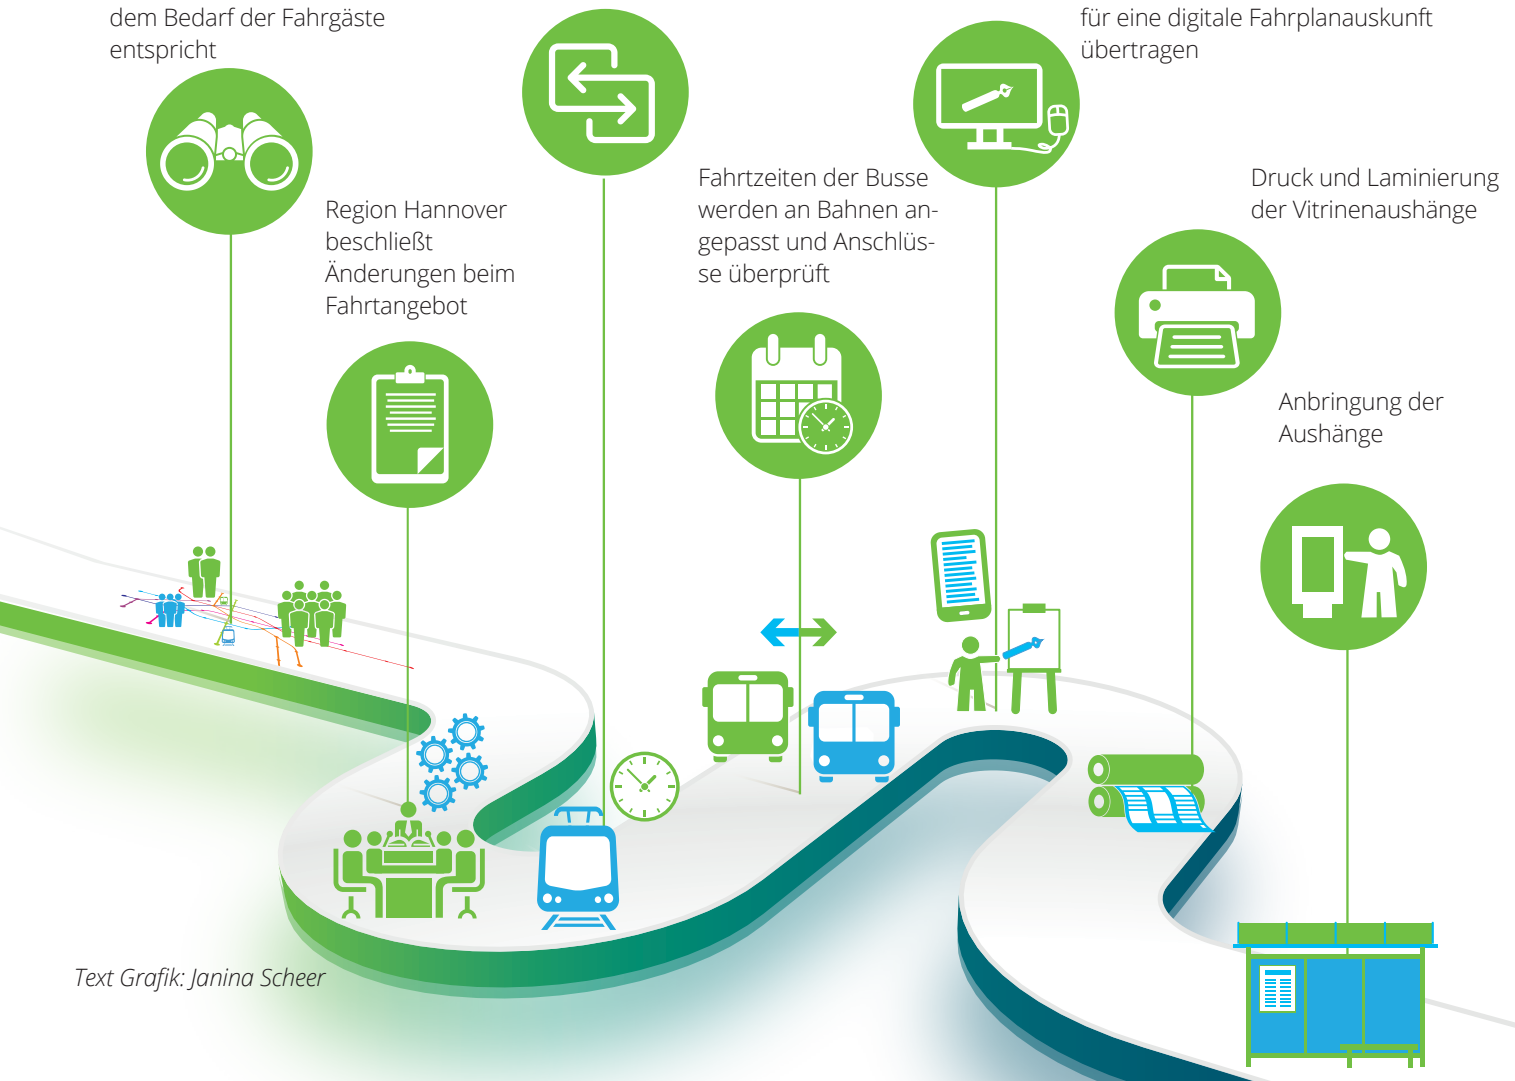 dem Bedarf der Fahrgäste
entspricht
Region Hannover
beschließt
Änderungen beim
Fahrtangebot
Fahrtzeiten der Busse
werden an Bahnen an-
gepasst und Anschlüs-
se überprüft
für eine digitale Fahrplanauskunft
übertragen
Druck und Laminierung
der Vitrinenaushänge
Anbringung der
Aushänge
Text Grafik: Janina Scheer